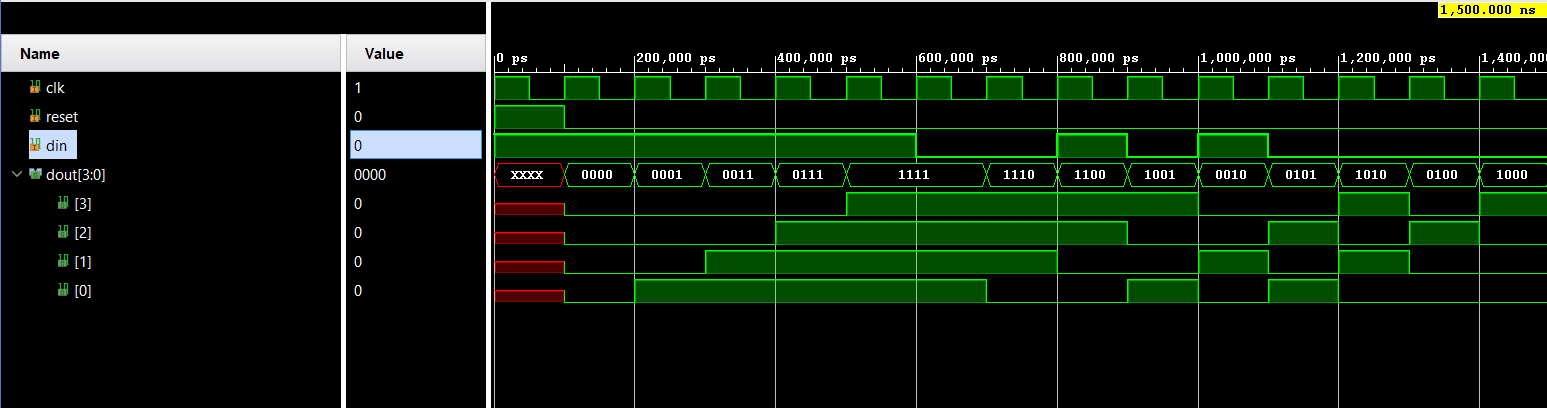 1,500.000 ns
Name Value
0 ps 200,000 ps 400,000 ps 600,000 ps 800,000 ps 1,000,000 ps 1,200,000 ps 1,400,000
clk 1
reset 0
din 0
dout[3:0] 0000 XXXX 0000 0001 0011 0111 1111 1110 1100 1001 0010 0101 1010 0100 1000
[3] 0
[2] 0
[1] 0
[0] 0